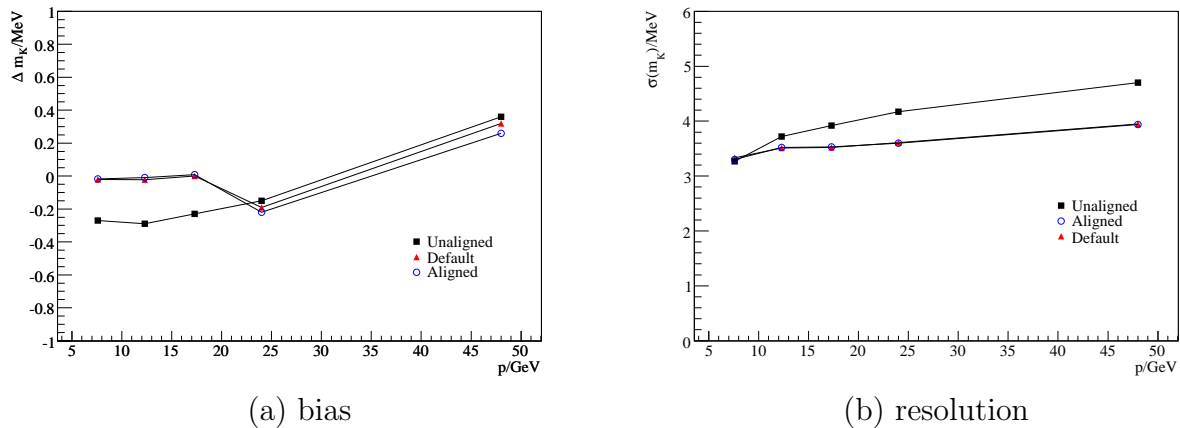 Δ m_K/MeV
1
0.8
0.6
0.4
0.2
0
-0.2
-0.4
-0.6
-0.8
-1
Unaligned
Default
Aligned
5 10 15 20 25 30 35 40 45 50
p/GeV
(a) bias
σ(m_K)/MeV
6
5
4
3
2
1
0
Unaligned
Aligned
Default
5 10 15 20 25 30 35 40 45 50
p/GeV
(b) resolution